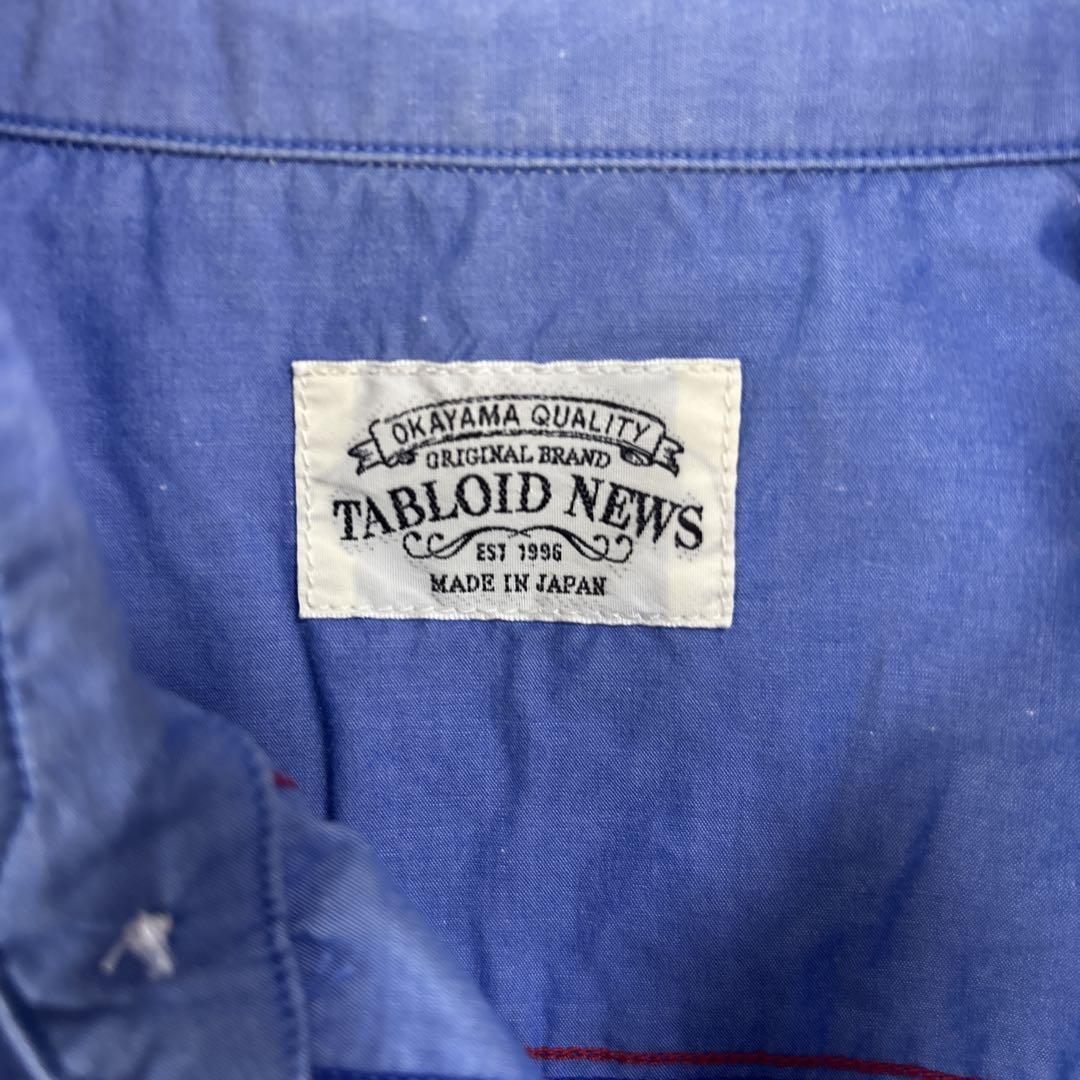 OKAYAMA QUALITY
ORIGINAL BRAND
TABLOID NEWS
EST 1996
MADE IN JAPAN